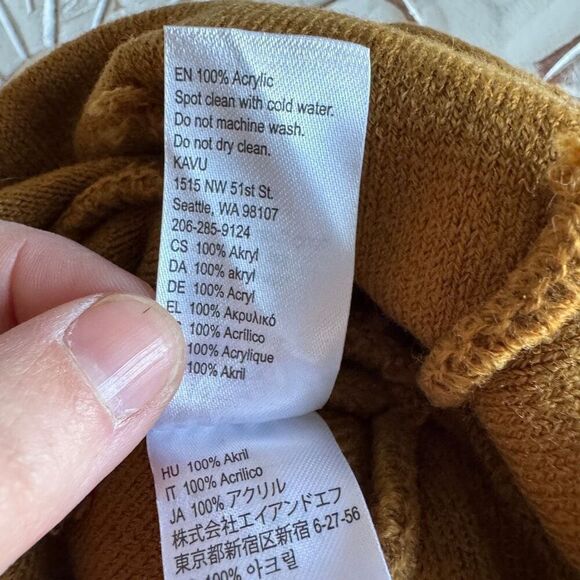 EN 100% Acrylic
Spot clean with cold water.
Do not machine wash.
Do not dry clean.
KAVU
1515 NW 51st St.
Seattle, WA 98107
206-285-9124
CS 100% Akryl
DA 100% akryl
DE 100% Acryl
EL 100% Ακρυλικό
100% Acrílico
100% Acrylique
100% Akril
HU 100% Akril
IT 100% Acrilico
JA 100% アクリル
株式会社エイアンドエフ
東京都新宿区新宿 6-27-56
100% 아크릴